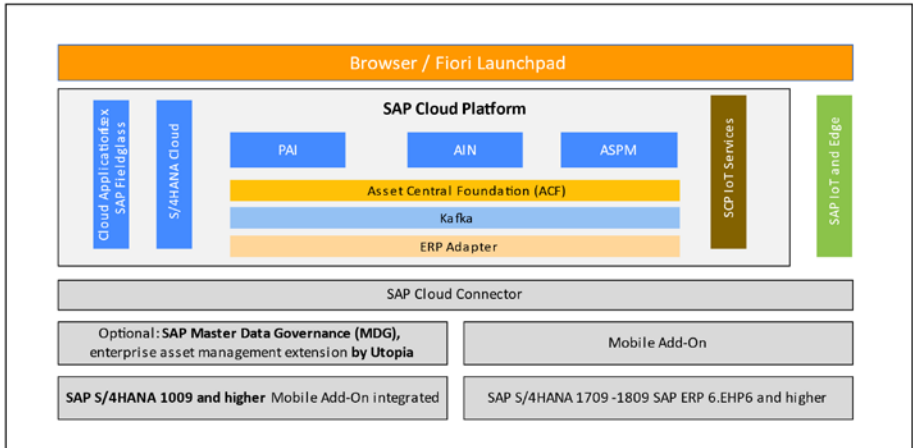 Browser / Fiori Launchpad
SAP Cloud Platform
Cloud Applications:ex
SAP Fieldglass
S/4HANA Cloud
PAI
AIN
ASPM
Asset Central Foundation (ACF)
Kafka
ERP Adapter
SCP IoT Services
SAP IoT and Edge
SAP Cloud Connector
Optional: SAP Master Data Governance (MDG),
enterprise asset management extension by Utopia
Mobile Add-On
SAP S/4HANA 1009 and higher Mobile Add-On integrated
SAP S/4HANA 1709 -1809 SAP ERP 6.EHP6 and higher